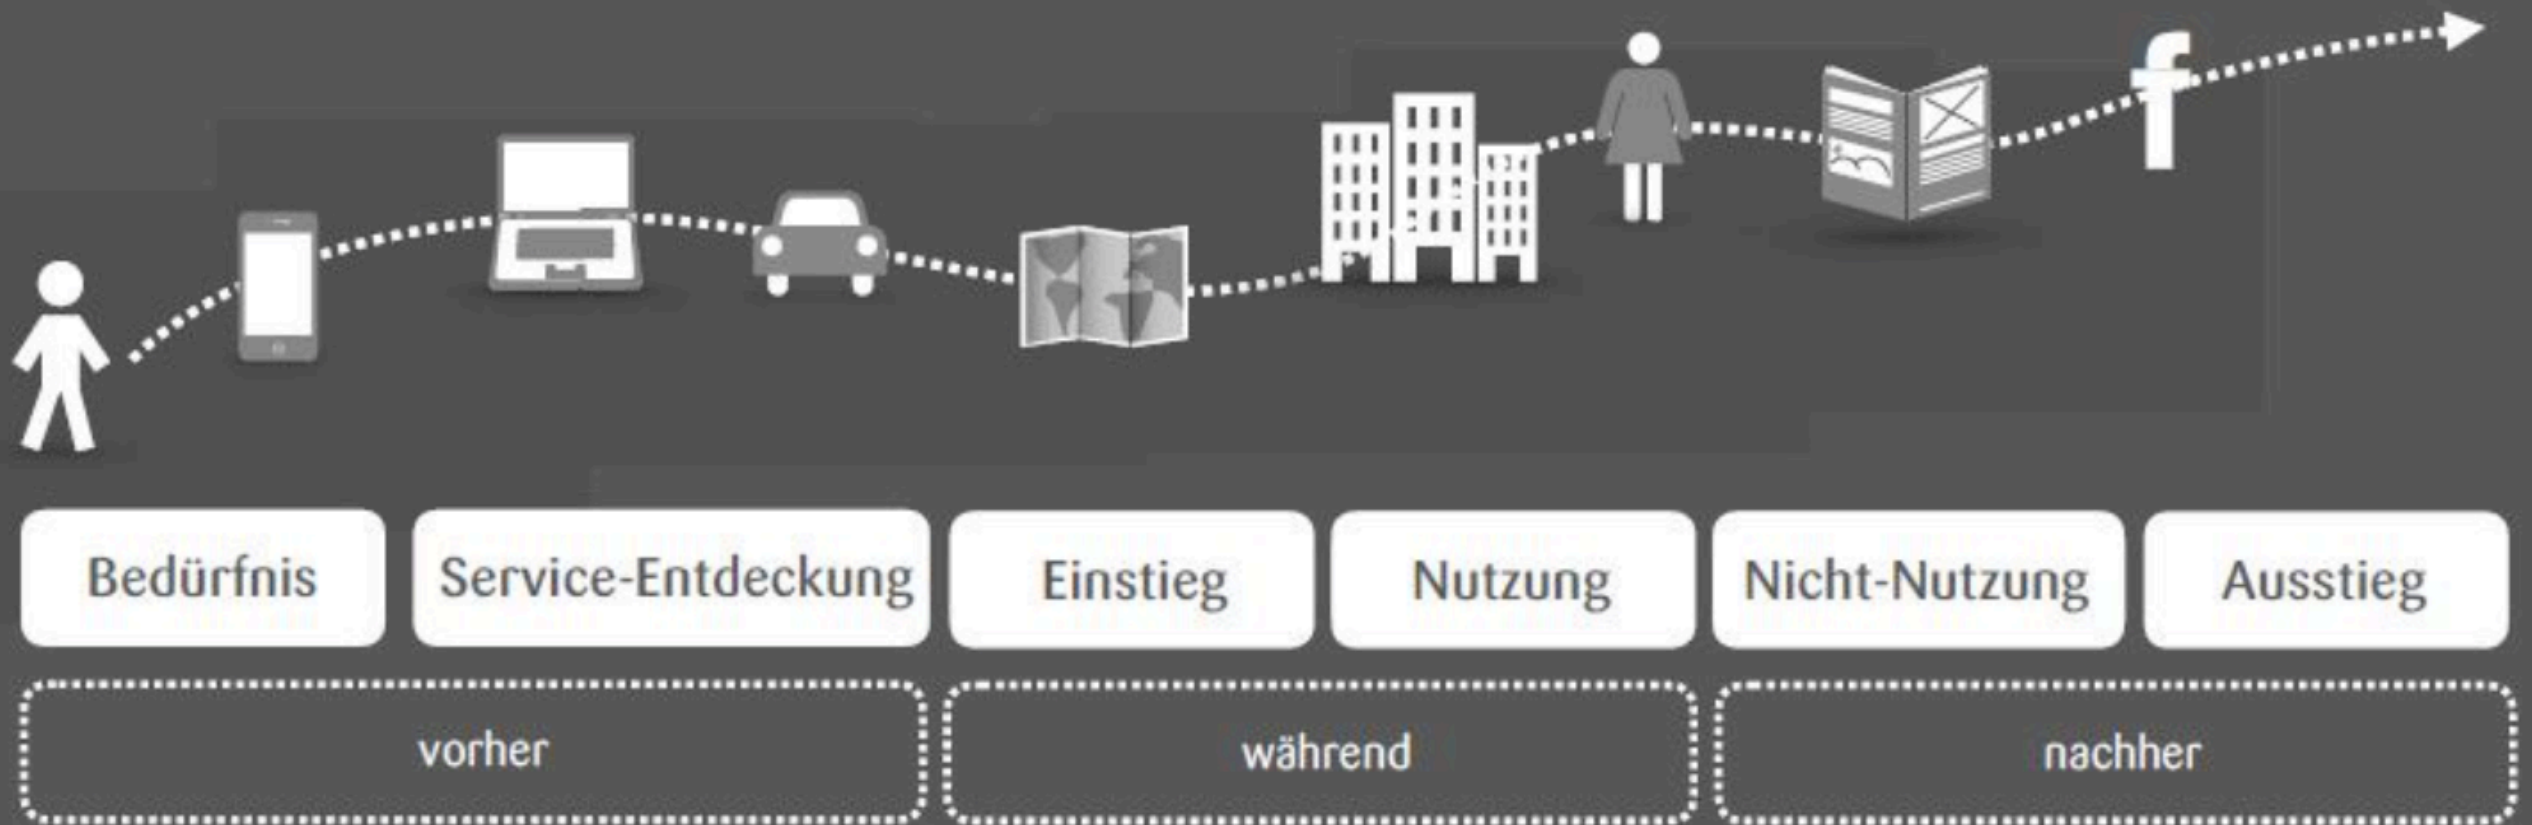 Bedürfnis
Service-Entdeckung
Einstieg
Nutzung
Nicht-Nutzung
Ausstieg
vorher
während
nachher